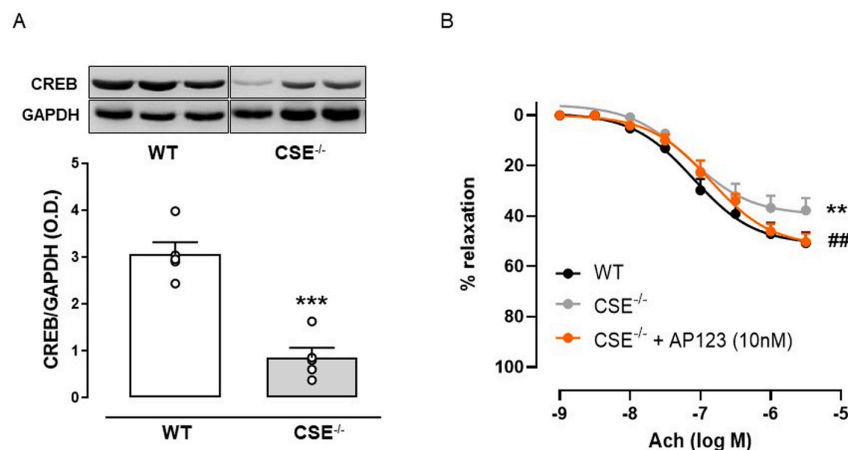 A
CREB
GAPDH
WT CSE-/-
5
4
3
2
1
0
CREB/GAPDH (O.D.)
***
WT CSE-/-
B
0
20
40
60
80
100
% relaxation
**
##
WT
CSE-/-
CSE-/- + AP123 (10nM)
-9 -8 -7 -6 -5
Ach (log M)